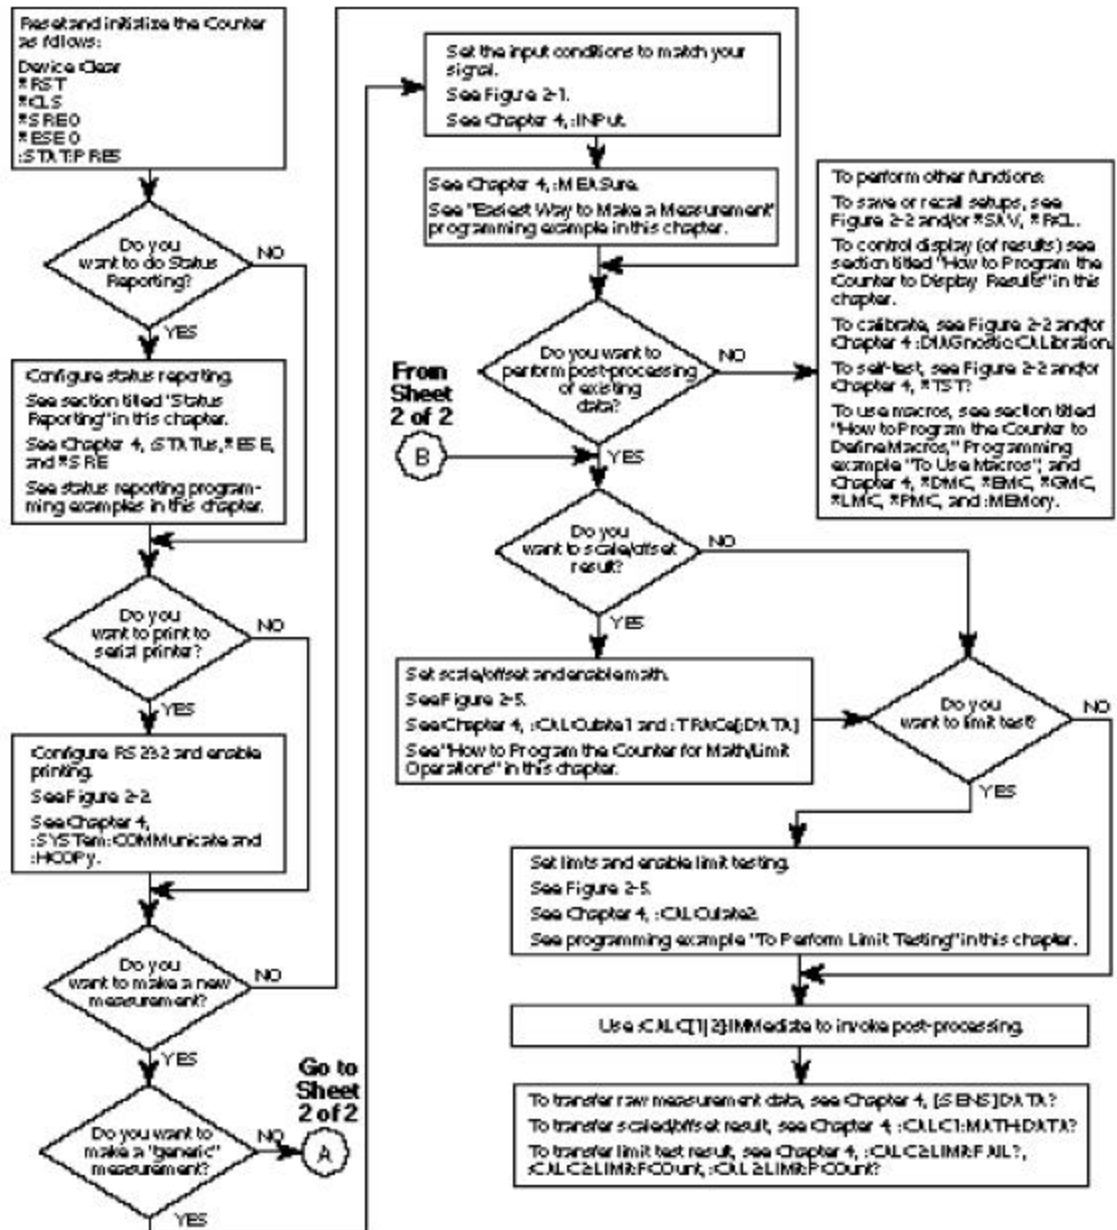 Reset and initialize the Counter
as follows:
Device Clear
*RST
*CLS
*SRE 0
*ESE 0
:STAT:PRES
Do you
want to do Status
Reporting?
NO
YES
Configure status reporting.
See section titled "Status
Reporting" in this chapter.
See Chapter 4, :STATus, *ESE,
and *SRE
See status reporting program-
ming examples in this chapter.
Do you
want to print to
serial printer?
NO
YES
Configure RS 232 and enable
printing.
See Figure 2-2.
See Chapter 4,
:SYSTem:COMMunicate and
:HCOPy.
Do you
want to make a new
measurement?
NO
YES
Do you want to
make a "generic"
measurement?
NO
YES
Go to
Sheet
2 of 2
A
Set the input conditions to match your
signal.
See Figure 2-1.
See Chapter 4, :INPut.
See Chapter 4, :MEASure.
See "Easiest Way to Make a Measurement"
programming example in this chapter.
Do you want to
perform post-processing
of existing
data?
NO
YES
From
Sheet
2 of 2
B
To perform other functions:
To save or recall setups, see
Figure 2-2 and/or *SAV, *RCL.
To control display (of results) see
section titled "How to Program the
Counter to Display Results" in this
chapter.
To calibrate, see Figure 2-2 and/or
Chapter 4 :DIAGnostic:CALibration.
To self-test, see Figure 2-2 and/or
Chapter 4, *TST?
To use macros, see section titled
"How to Program the Counter to
Define Macros," Programming
example "To Use Macros", and
Chapter 4, *DMC, *EMC, *GMC,
*LMC, *PMC, and :MEMory.
Do you
want to scale/offset
result?
NO
YES
Set scale/offset and enable math.
See Figure 2-5.
See Chapter 4, :CALCulate1 and :TRACe[:DATA]
See "How to Program the Counter for Math/Limit
Operations" in this chapter.
Do you
want to limit test?
NO
YES
Set limts and enable limit testing.
See Figure 2-5.
See Chapter 4, :CALCulate2.
See programming example "To Perform Limit Testing" in this chapter.
Use :CALC[1|2]:IMMediate to invoke post-processing.
To transfer raw measurement data, see Chapter 4, [SENS]:DATA?
To transfer scaled/offset result, see Chapter 4, :CALC1:MATH:DATA?
To transfer limit test result, see Chapter 4, :CALC2:LIMit:FAIL?,
:CALC2:LIMit:FCOunt, :CAL2:LIMit:PCOunt?